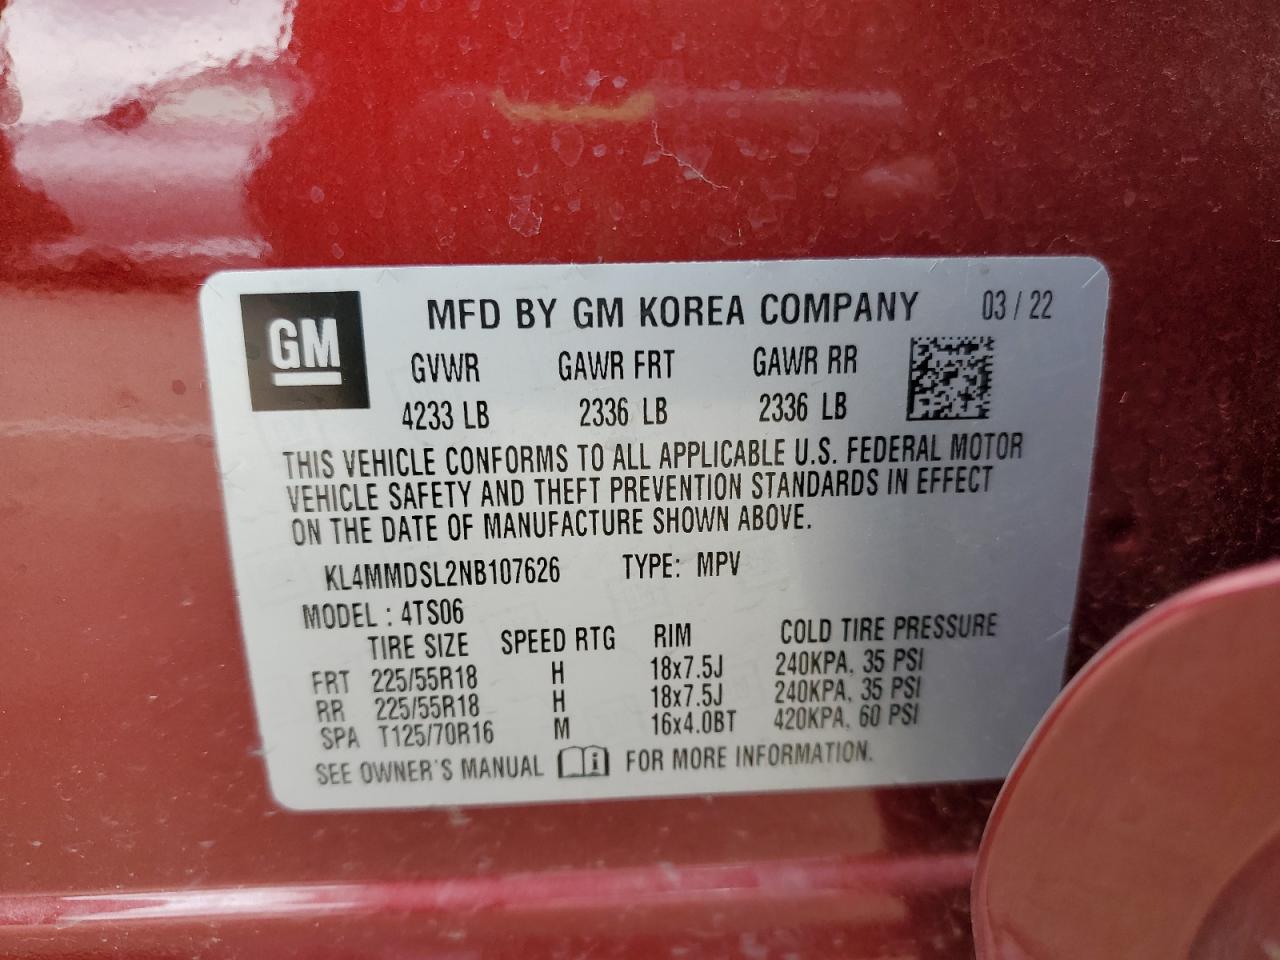 GM
MFD BY GM KOREA COMPANY 03 / 22
GVWR GAWR FRT GAWR RR
4233 LB 2336 LB 2336 LB
THIS VEHICLE CONFORMS TO ALL APPLICABLE U.S. FEDERAL MOTOR
VEHICLE SAFETY AND THEFT PREVENTION STANDARDS IN EFFECT
ON THE DATE OF MANUFACTURE SHOWN ABOVE.
KL4MMDSL2NB107626 TYPE: MPV
MODEL : 4TS06
TIRE SIZE SPEED RTG RIM COLD TIRE PRESSURE
FRT 225/55R18 H 18x7.5J 240KPA, 35 PSI
RR 225/55R18 H 18x7.5J 240KPA, 35 PSI
SPA T125/70R16 M 16x4.0BT 420KPA, 60 PSI
SEE OWNER'S MANUAL i FOR MORE INFORMATION.